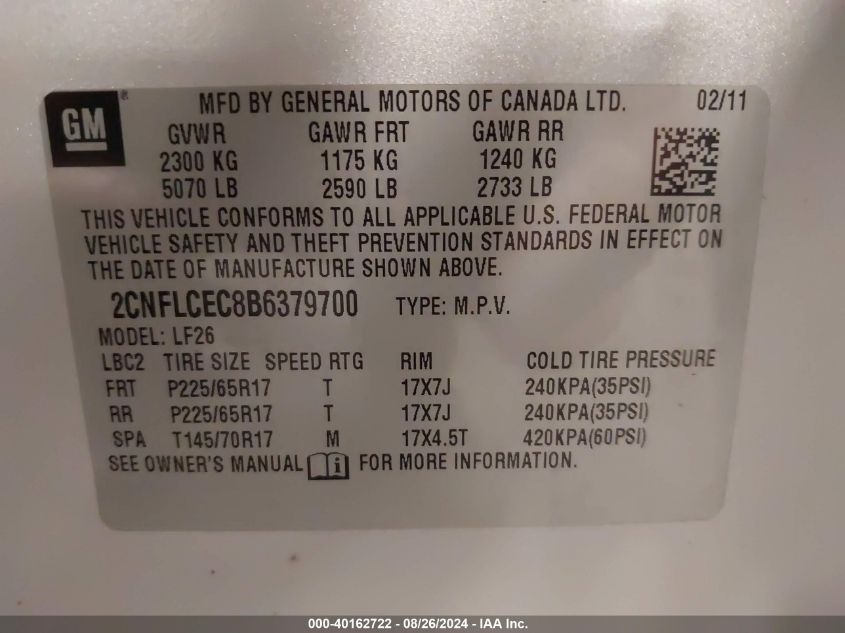 GM® MFD BY GENERAL MOTORS OF CANADA LTD. 02/11
GVWR GAWR FRT GAWR RR
2300 KG 1175 KG 1240 KG
5070 LB 2590 LB 2733 LB
THIS VEHICLE CONFORMS TO ALL APPLICABLE U.S. FEDERAL MOTOR
VEHICLE SAFETY AND THEFT PREVENTION STANDARDS IN EFFECT ON
THE DATE OF MANUFACTURE SHOWN ABOVE.
2CNFLCEC8B6379700 TYPE: M.P.V.
MODEL: LF26
LBC2 TIRE SIZE SPEED RTG RIM COLD TIRE PRESSURE
FRT P225/65R17 T 17X7J 240KPA(35PSI)
RR P225/65R17 T 17X7J 240KPA(35PSI)
SPA T145/70R17 M 17X4.5T 420KPA(60PSI)
SEE OWNER'S MANUAL i FOR MORE INFORMATION.
000-40162722 - 08/26/2024 - IAA Inc.